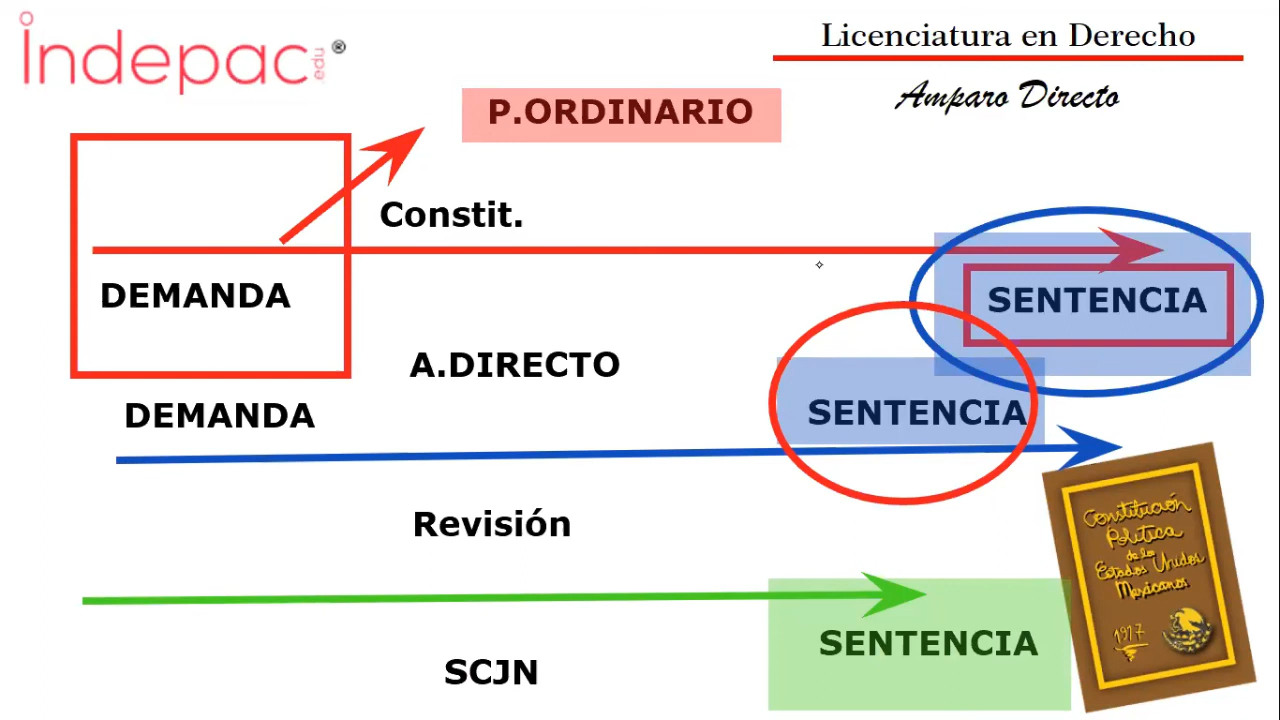 indepac edu ®
Licenciatura en Derecho
Amparo Directo
P.ORDINARIO
Constit.
DEMANDA
SENTENCIA
A.DIRECTO
DEMANDA
SENTENCIA
Revisión
SENTENCIA
SCJN
Constitución
Política
de los
Estados Unidos
Mexicanos
1917